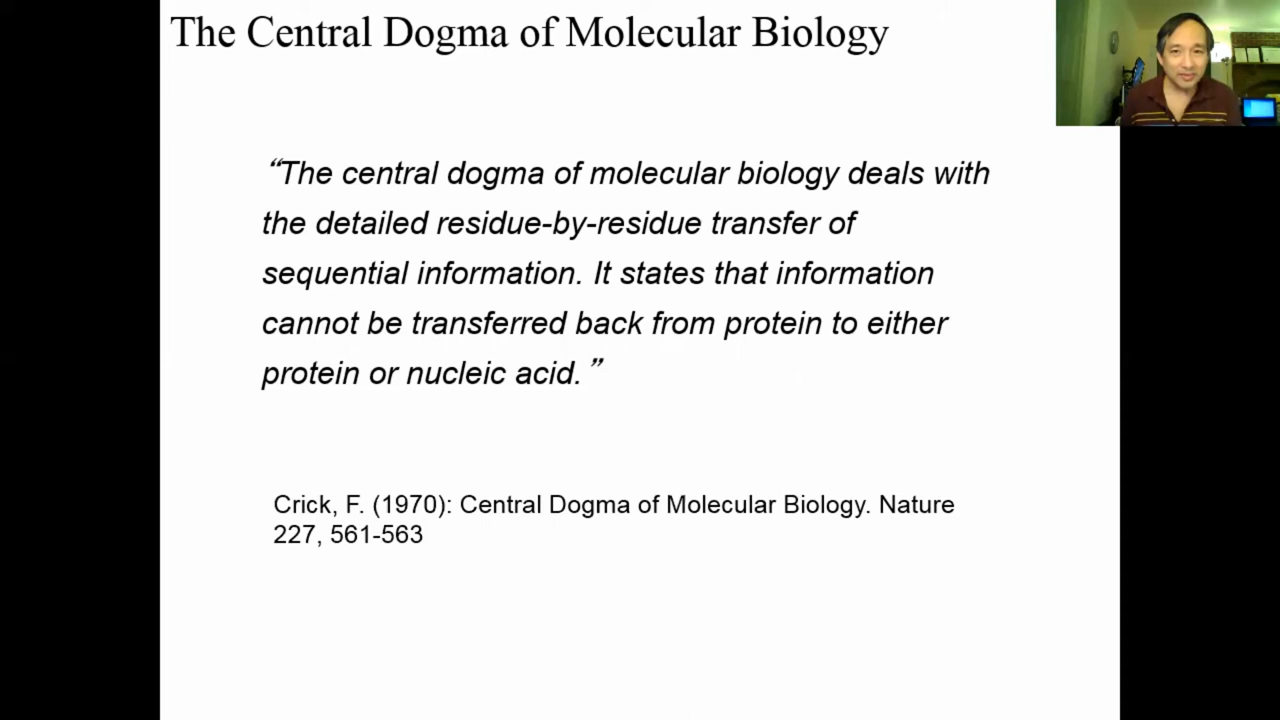 The Central Dogma of Molecular Biology
“The central dogma of molecular biology deals with
the detailed residue-by-residue transfer of
sequential information. It states that information
cannot be transferred back from protein to either
protein or nucleic acid.”
Crick, F. (1970): Central Dogma of Molecular Biology. Nature
227, 561-563